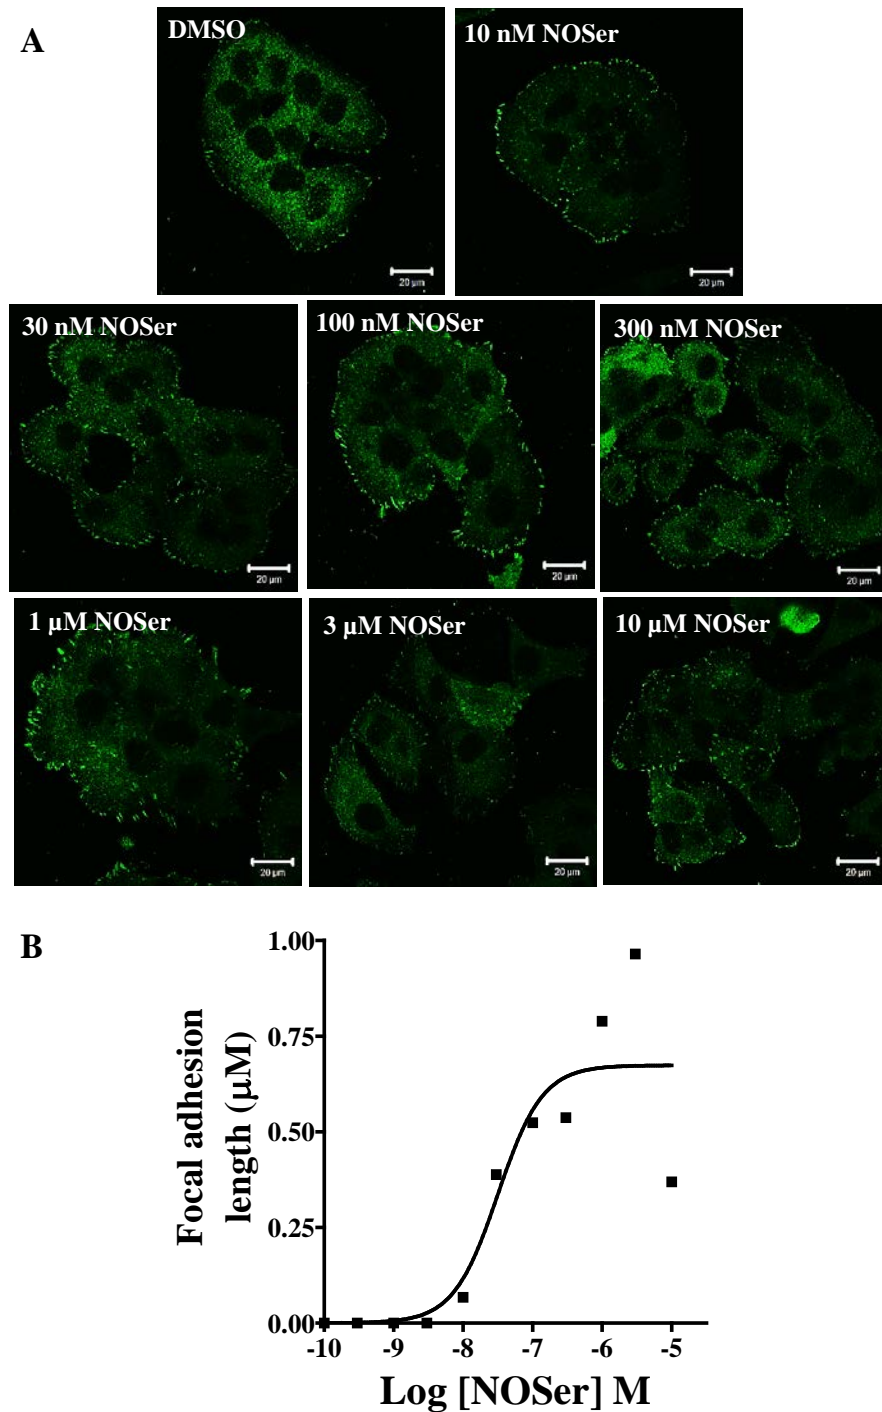 A
DMSO
20 µm
10 nM NOSer
20 µm
30 nM NOSer
20 µm
100 nM NOSer
20 µm
300 nM NOSer
20 µm
1 µM NOSer
20 µm
3 µM NOSer
20 µm
10 µM NOSer
20 µm
B
Focal adhesion
length (µM)
1.00
0.75
0.50
0.25
0.00
-10 -9 -8 -7 -6 -5
Log [NOSer] M